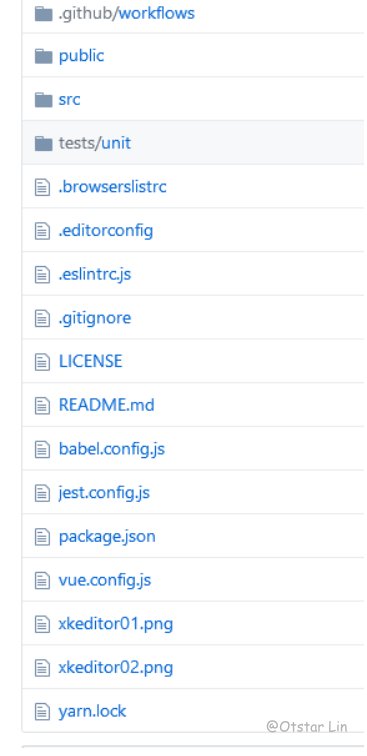 .github/workflows
public
src
tests/unit
.browserslistrc
.editorconfig
.eslintrc.js
.gitignore
LICENSE
README.md
babel.config.js
jest.config.js
package.json
vue.config.js
xkeditor01.png
xkeditor02.png
yarn.lock
@Otstar Lin